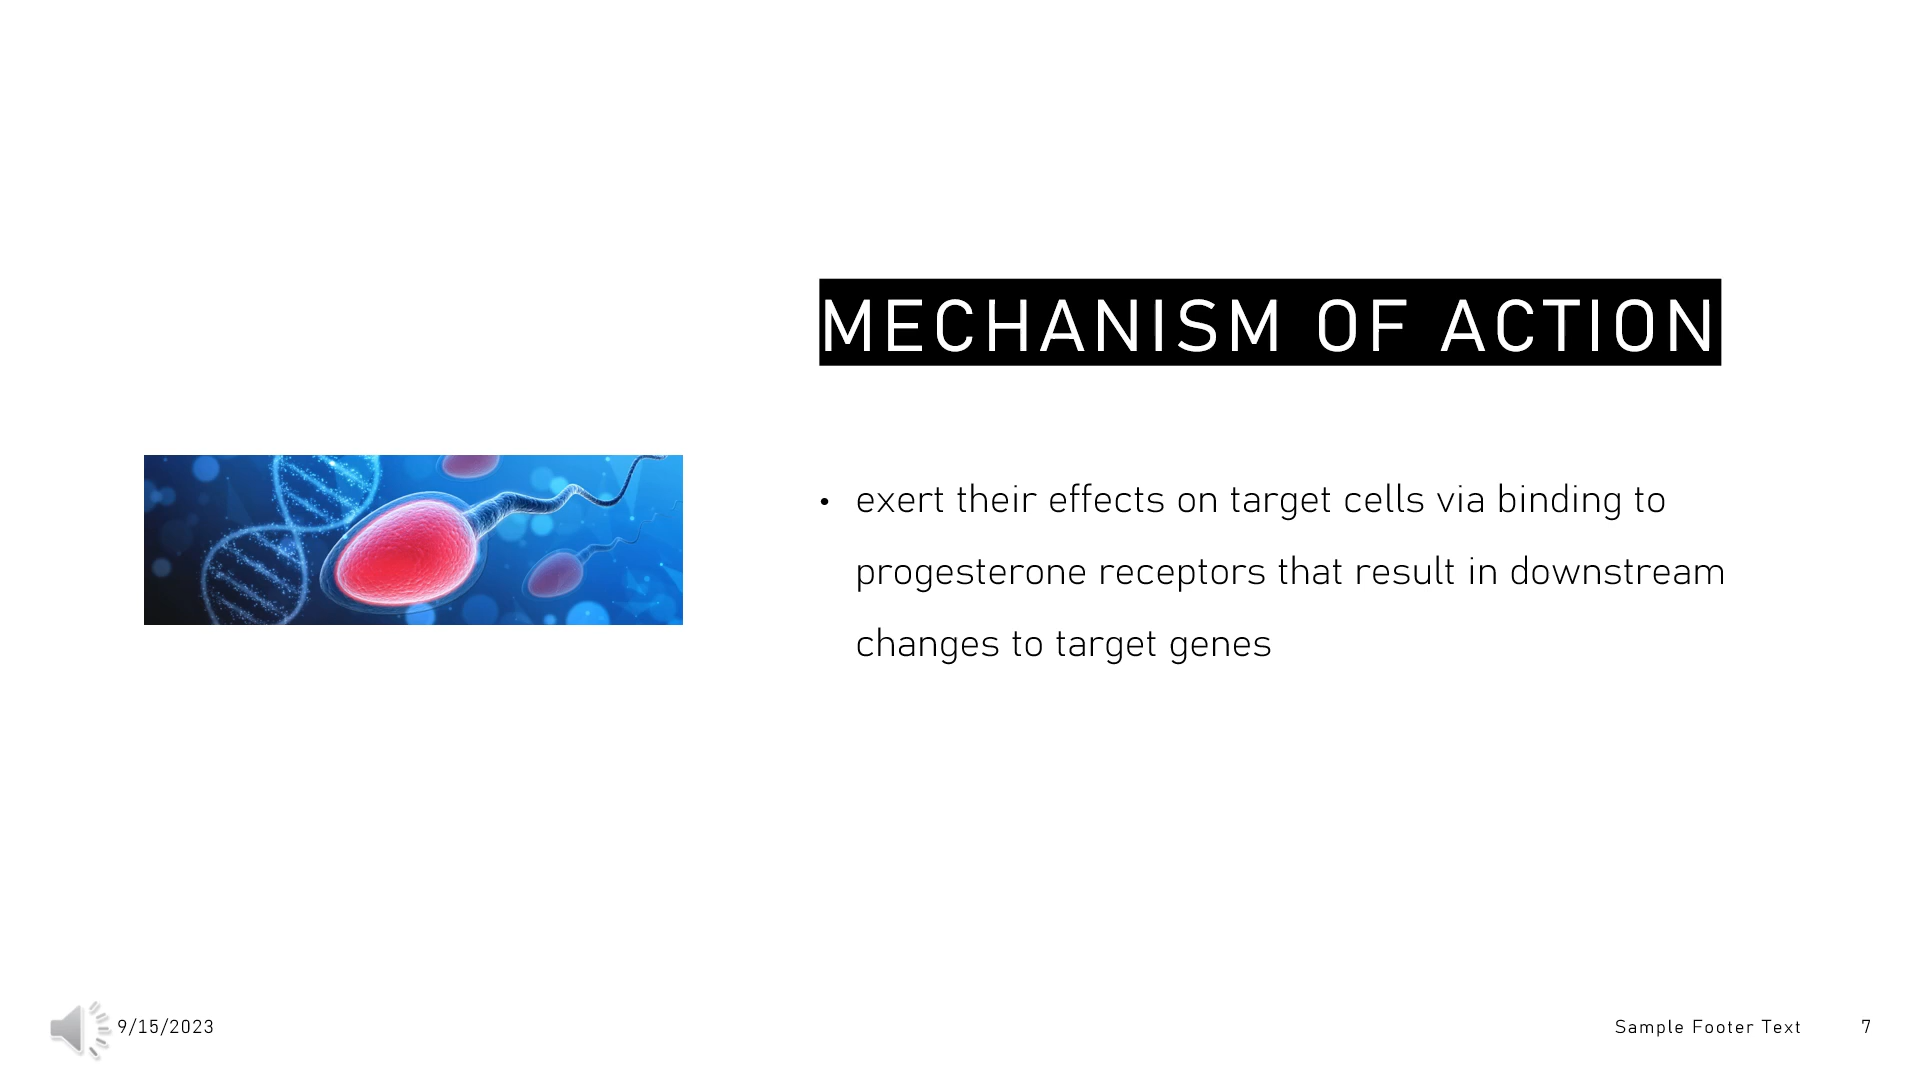 MECHANISM OF ACTION
• exert their effects on target cells via binding to
progesterone receptors that result in downstream
changes to target genes
9/15/2023
Sample Footer Text
7